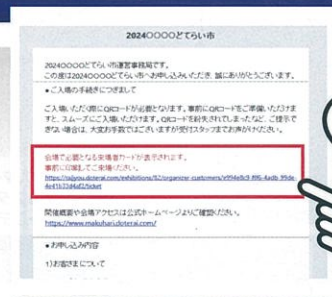 2024〇〇〇〇どてらい市
2024〇〇〇〇どてらい市運営事務局です。
この度は2024〇〇〇〇どてらい市へお申し込みいただき、誠にありがとうございます。
● ご入場の手続きにつきまして
ご入場いただく際にQRコードが必要となります。事前にQRコードをご準備いただけま
すと、スムーズにご入場いただけます。QRコードを紛失されてしまったなど、ご提示で
きない場合は、大変お手数ではございますが受付スタッフまでお声がけください。
会場で必要となる来場者カードが表示されます。
事前に印刷してご来場ください。
開催概要や会場アクセスは公式ホームページよりご確認ください。
https://www.makuhari.doterai.com/
● お申し込み内容
1)お客さまについて